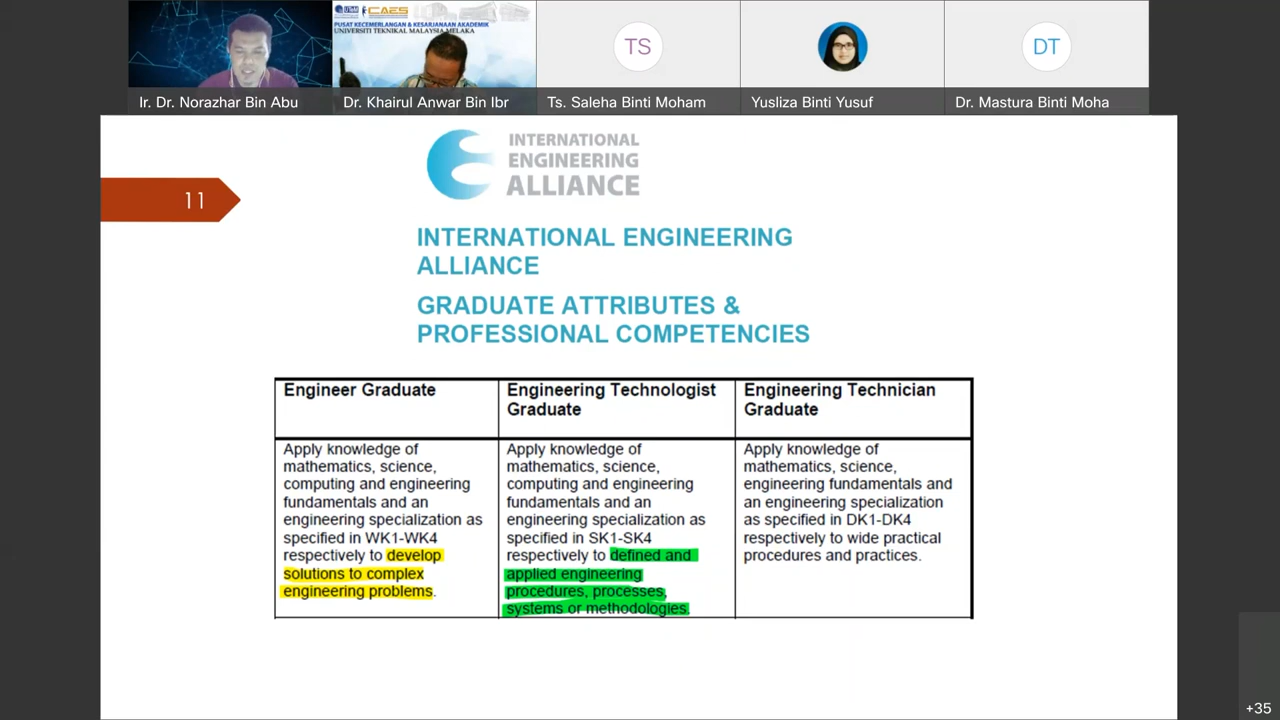 UTeM
CAES
PUSAT KECEMERLANGAN & KESARJANAAN AKADEMIK
UNIVERSITI TEKNIKAL MALAYSIA MELAKA
TS
DT
Ir. Dr. Norazhar Bin Abu
Dr. Khairul Anwar Bin Ibr
Ts. Saleha Binti Moham
Yusliza Binti Yusuf
Dr. Mastura Binti Moha
INTERNATIONAL
ENGINEERING
ALLIANCE
11
INTERNATIONAL ENGINEERING
ALLIANCE
GRADUATE ATTRIBUTES &
PROFESSIONAL COMPETENCIES
Engineer Graduate
Engineering Technologist
Graduate
Engineering Technician
Graduate
Apply knowledge of
mathematics, science,
computing and engineering
fundamentals and an
engineering specialization as
specified in WK1-WK4
respectively to develop
solutions to complex
engineering problems.
Apply knowledge of
mathematics, science,
computing and engineering
fundamentals and an
engineering specialization as
specified in SK1-SK4
respectively to defined and
applied engineering
procedures, processes,
systems or methodologies.
Apply knowledge of
mathematics, science,
engineering fundamentals and
an engineering specialization
as specified in DK1-DK4
respectively to wide practical
procedures and practices.
+35